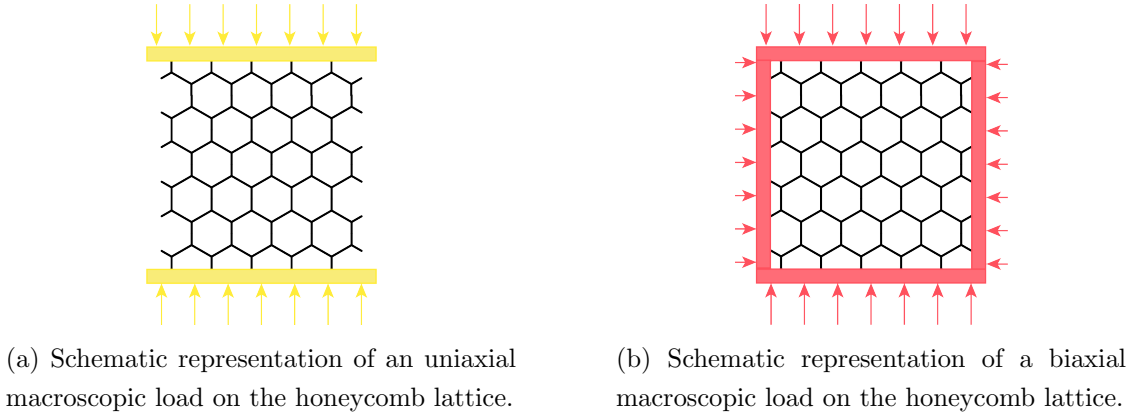 (a) Schematic representation of an uniaxial
macroscopic load on the honeycomb lattice.
(b) Schematic representation of a biaxial
macroscopic load on the honeycomb lattice.